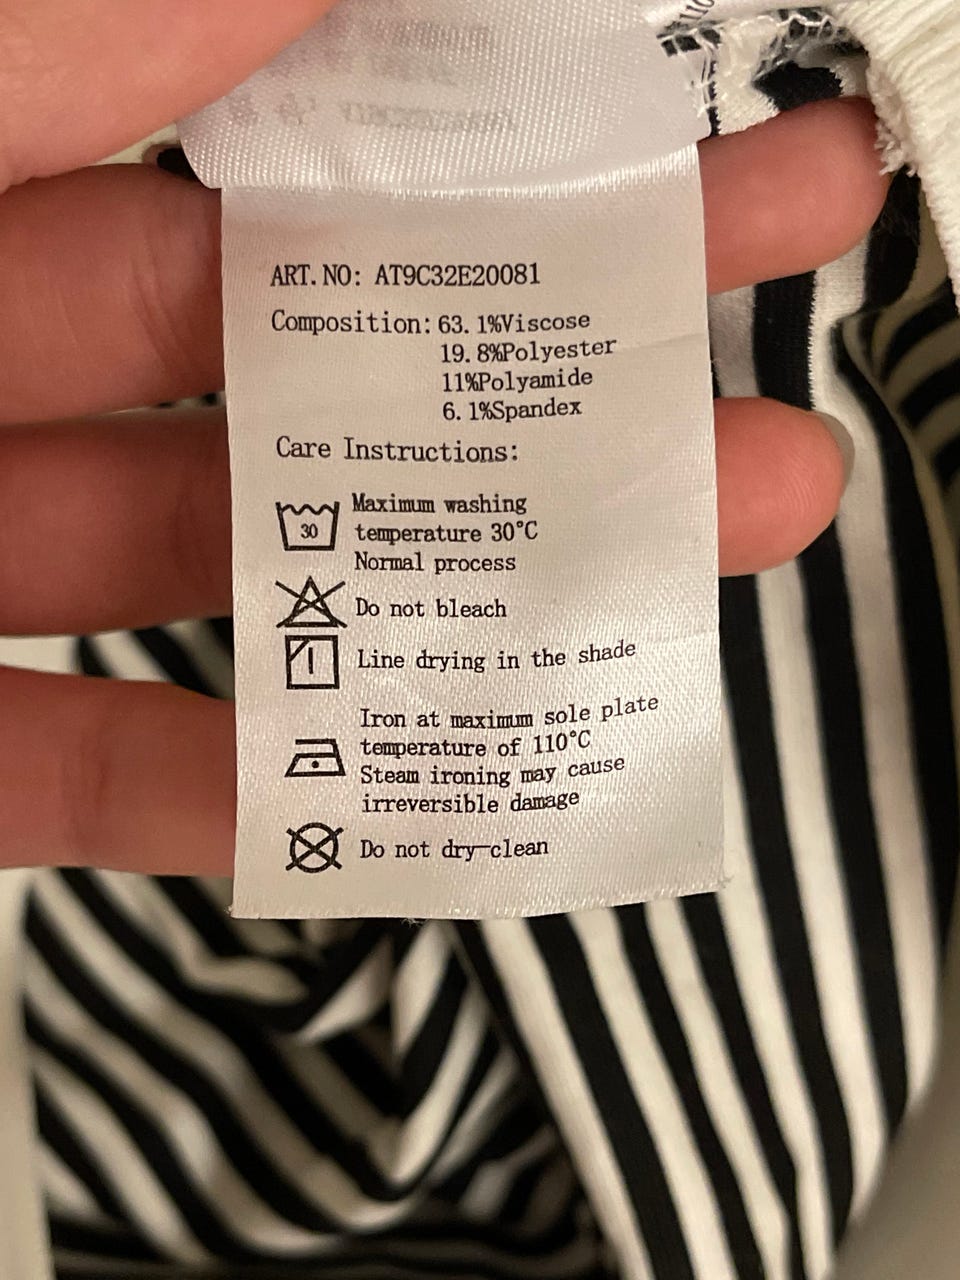 ART. NO: AT9C32E20081
Composition: 63. 1%Viscose
19. 8%Polyester
11%Polyamide
6. 1%Spandex
Care Instructions:
30
Maximum washing
temperature 30°C
Normal process
Do not bleach
Line drying in the shade
Iron at maximum sole plate
temperature of 110°C
Steam ironing may cause
irreversible damage
Do not dry-clean